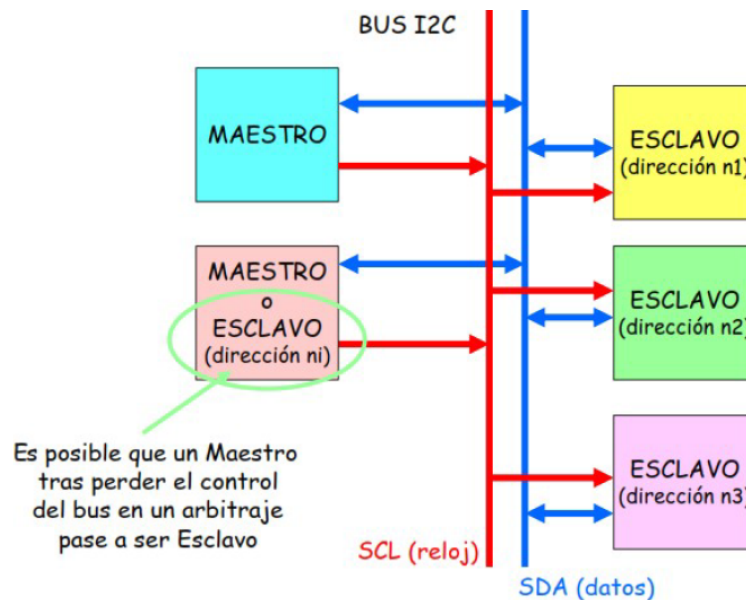 BUS I2C
MAESTRO
ESCLAVO
(dirección n1)
MAESTRO
o
ESCLAVO
(dirección ni)
ESCLAVO
(dirección n2)
Es posible que un Maestro
tras perder el control
del bus en un arbitraje
pase a ser Esclavo
ESCLAVO
(dirección n3)
SCL (reloj)
SDA (datos)